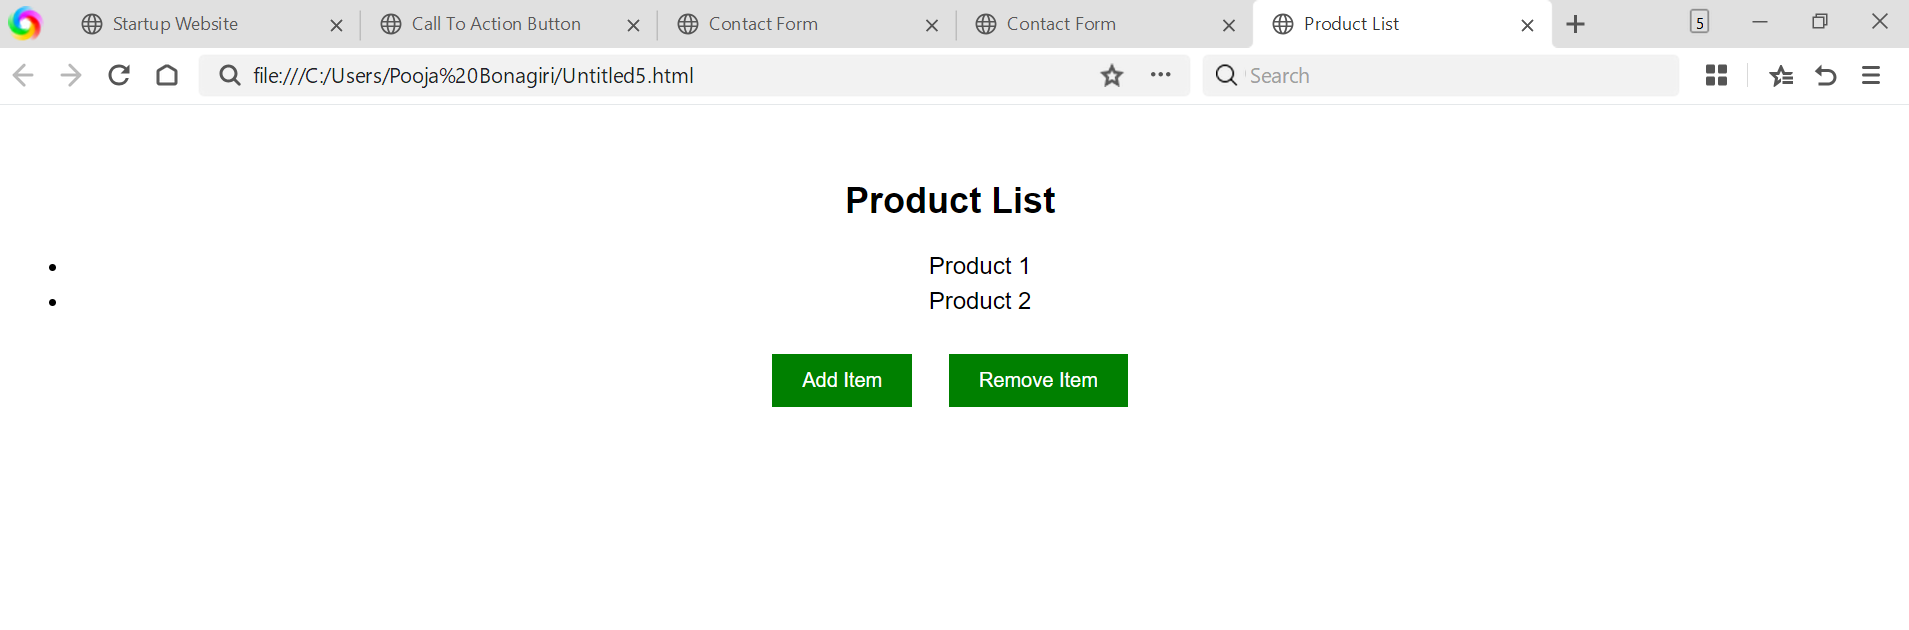 Startup Website
Call To Action Button
Contact Form
Contact Form
Product List
5
file:///C:/Users/Pooja%20Bonagiri/Untitled5.html
Search
Product List
Product 1
Product 2
Add Item
Remove Item